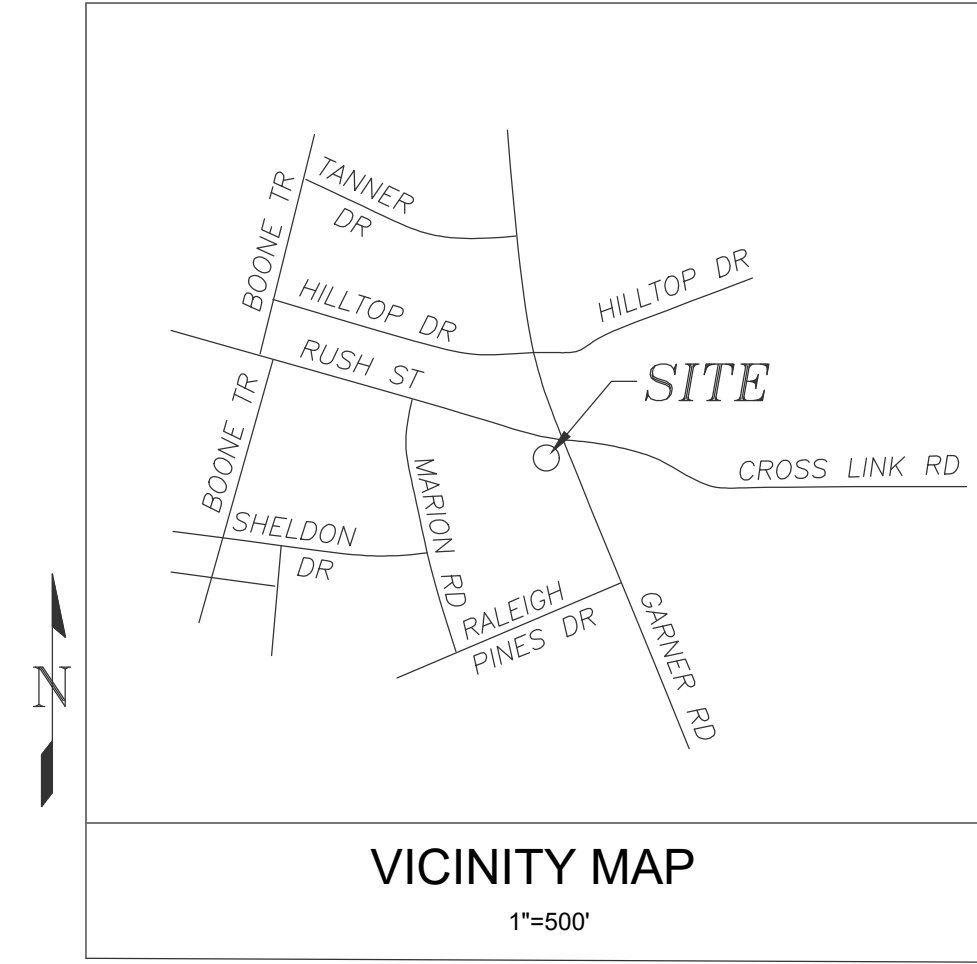 TANNER
DR
BOONE TR
HILLTOP DR
HILLTOP DR
RUSH ST
SITE
BOONE TR
MARION RD
CROSS LINK RD
SHELDON
DR
RALEIGH
PINES DR
GARNER RD
N
VICINITY MAP
1"=500'